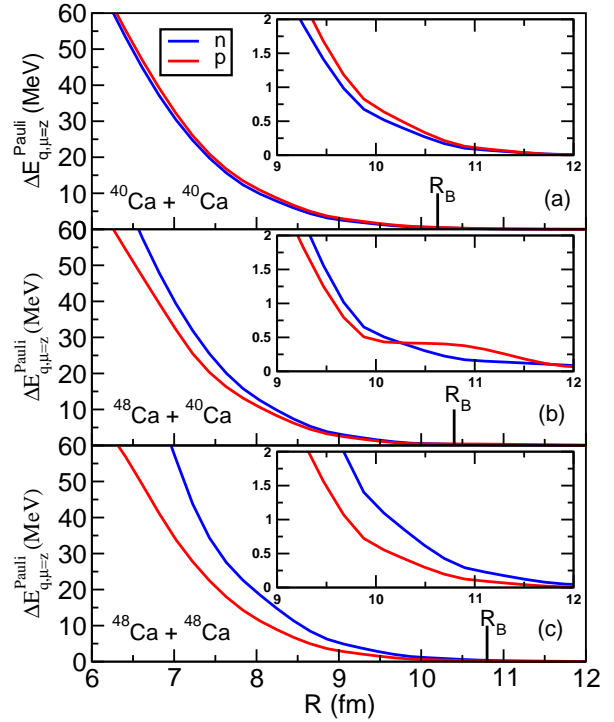 60
50
40
30
20
10
ΔE^{Pauli}_{q,μ=z} (MeV)
n
p
2
1.5
1
0.5
0
9 10 11 12
⁴⁰Ca + ⁴⁰Ca
R_B
(a)
60
50
40
30
20
10
ΔE^{Pauli}_{q,μ=z} (MeV)
2
1.5
1
0.5
0
9 10 11 12
⁴⁸Ca + ⁴⁰Ca
R_B
(b)
60
50
40
30
20
10
0
ΔE^{Pauli}_{q,μ=z} (MeV)
2
1.5
1
0.5
0
9 10 11 12
⁴⁸Ca + ⁴⁸Ca
R_B
(c)
6 7 8 9 10 11 12
R (fm)